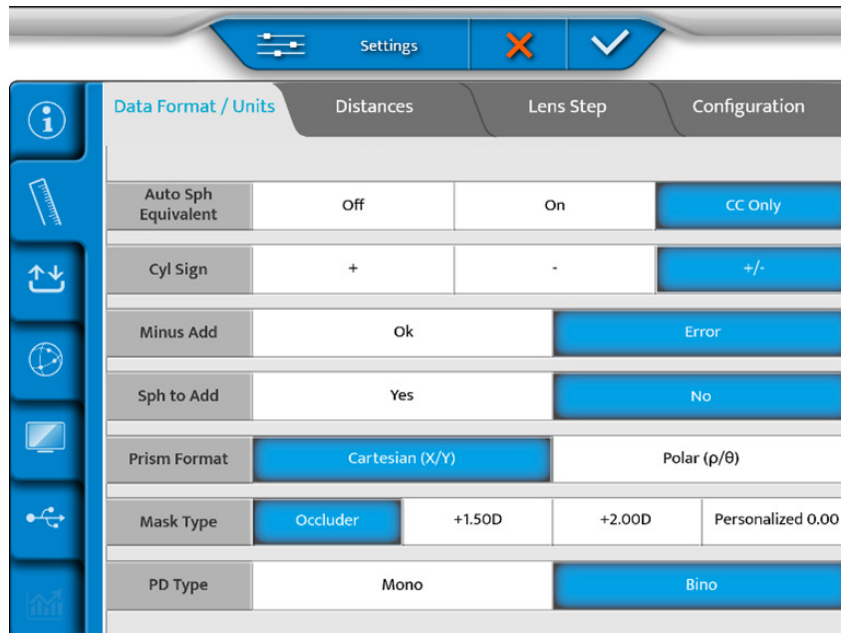 Settings
Data Format / Units Distances Lens Step Configuration
Auto Sph Off On CC Only
Equivalent
Cyl Sign + - +/-
Minus Add Ok Error
Sph to Add Yes No
Prism Format Cartesian (X/Y) Polar (ρ/θ)
Mask Type Occluder +1.50D +2.00D Personalized 0.00
PD Type Mono Bino